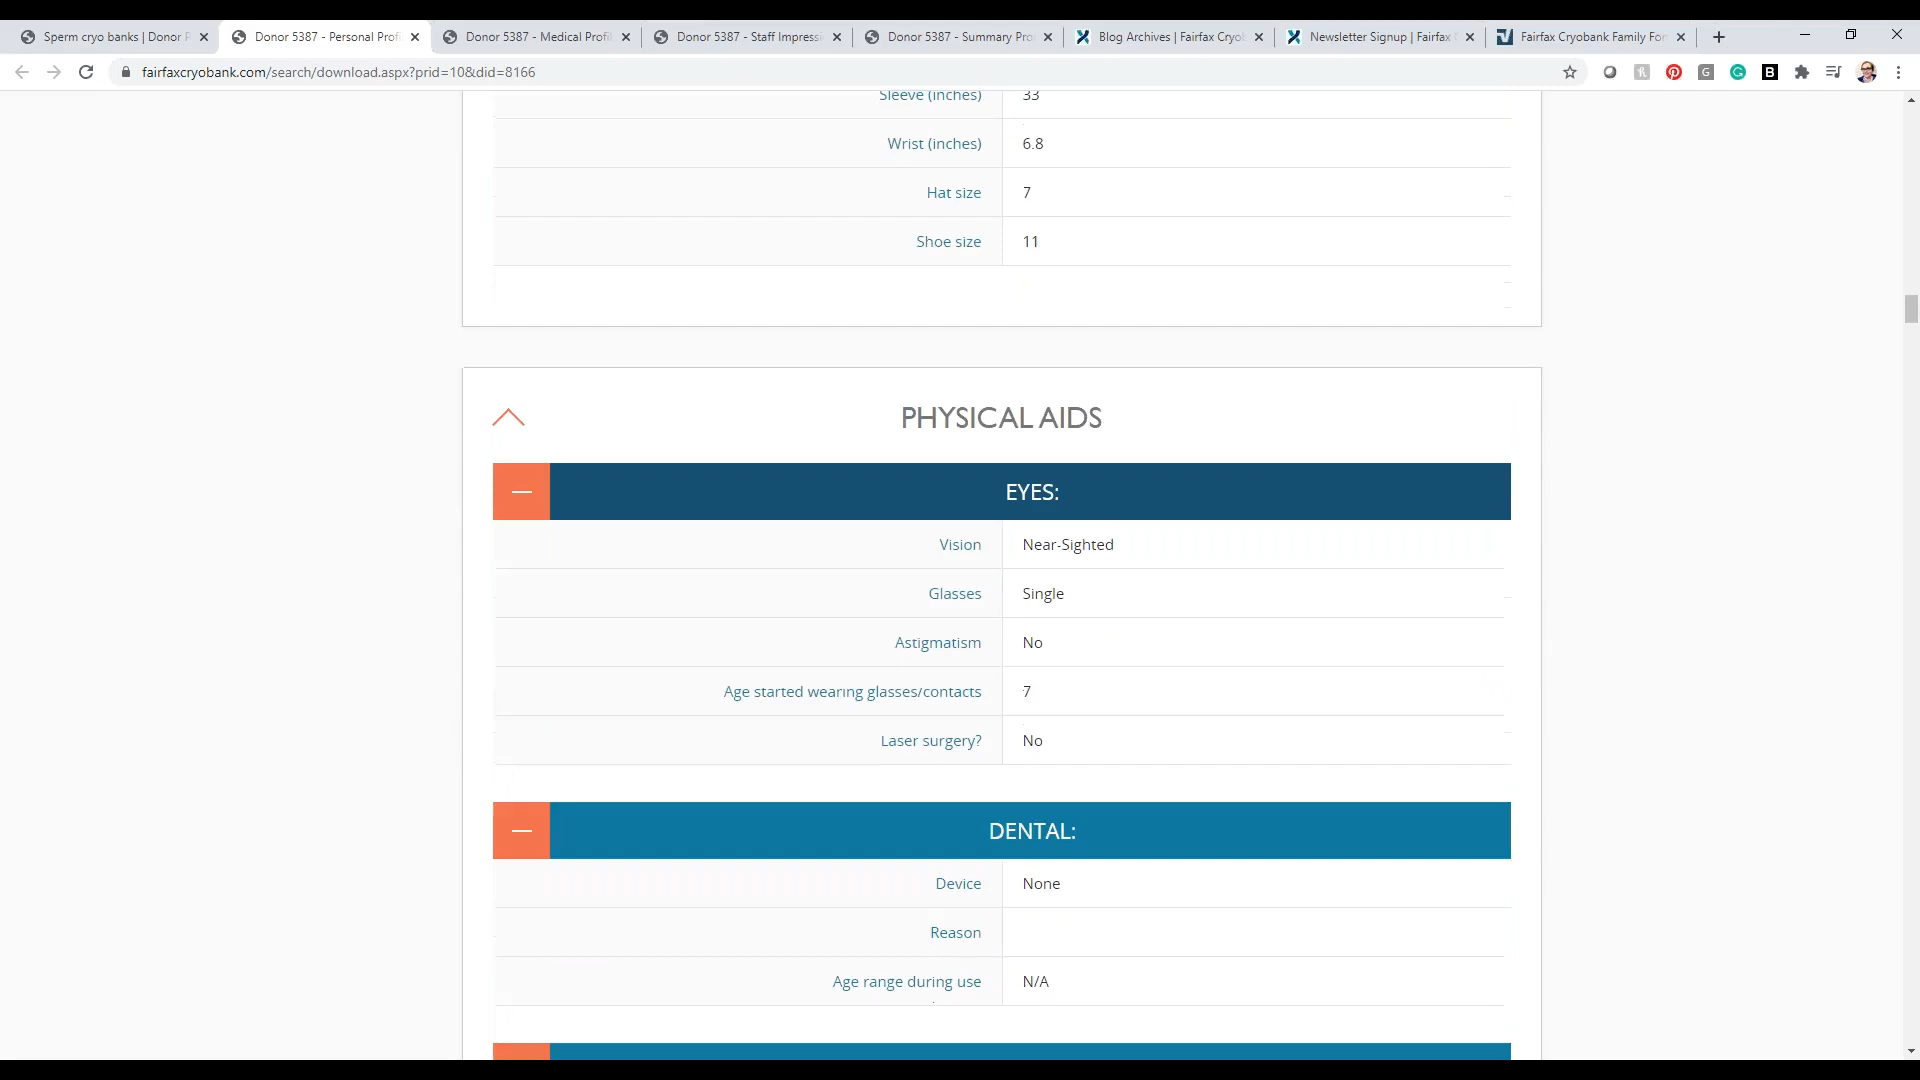 Sperm cryo banks | Donor P
Donor 5387 - Personal Prof
Donor 5387 - Medical Profil
Donor 5387 - Staff Impress
Donor 5387 - Summary Pro
Blog Archives | Fairfax Cryob
Newsletter Signup | Fairfax
Fairfax Cryobank Family For
fairfaxcryobank.com/search/download.aspx?prid=10&did=8166
Sleeve (inches) 33
Wrist (inches) 6.8
Hat size 7
Shoe size 11
PHYSICAL AIDS
EYES:
Vision Near-Sighted
Glasses Single
Astigmatism No
Age started wearing glasses/contacts 7
Laser surgery? No
DENTAL:
Device None
Reason
Age range during use N/A